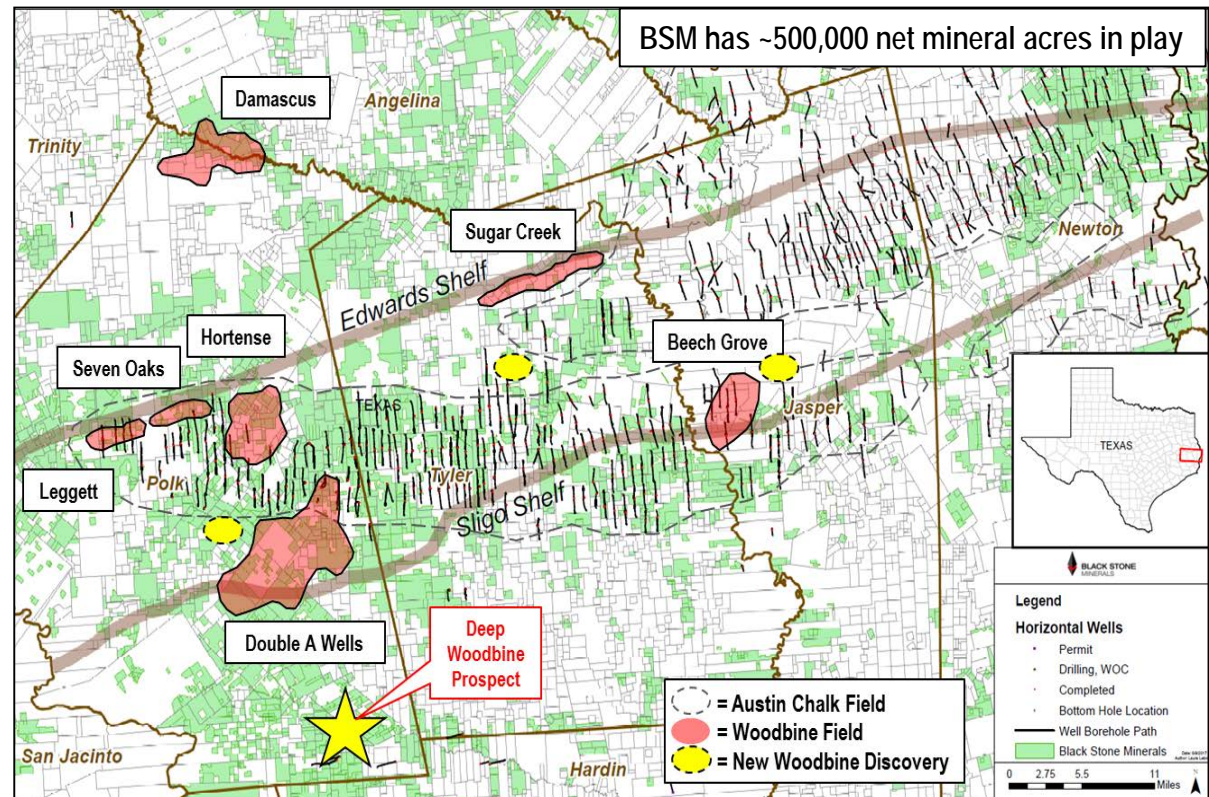 BSM has ~500,000 net mineral acres in play
Damascus
Angelina
Trinity
Sugar Creek
Newton
Edwards Shelf
Hortense
Beech Grove
Seven Oaks
TEXAS
Jasper
TEXAS
Leggett
Polk
Tyler
Sligo Shelf
Double A Wells
Deep
Woodbine
Prospect
San Jacinto
Hardin
= Austin Chalk Field
= Woodbine Field
= New Woodbine Discovery
BLACK STONE
MINERALS
Legend
Horizontal Wells
Permit
Drilling, WOC
Completed
Bottom Hole Location
Well Borehole Path
Black Stone Minerals
0 2.75 5.5 11
Miles
N